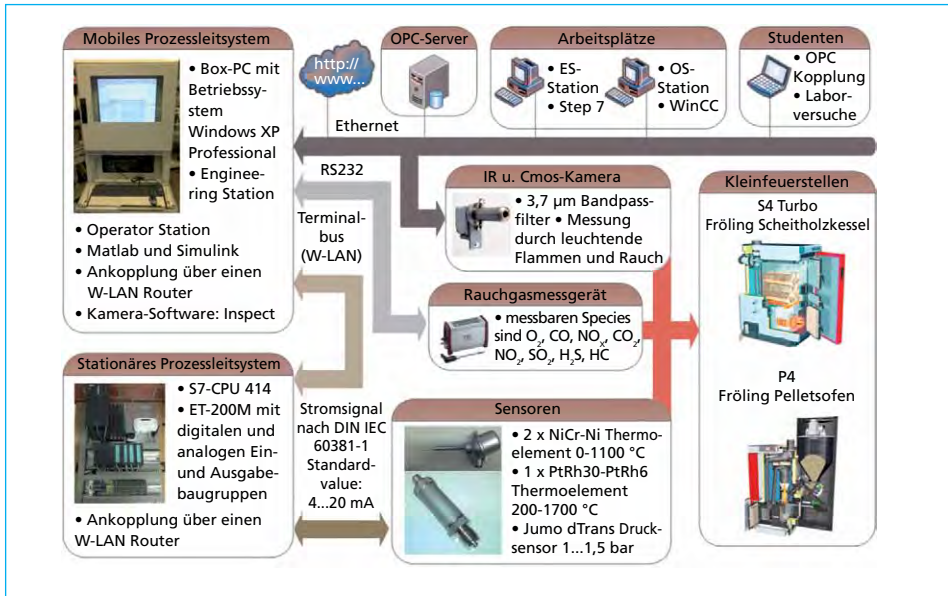 Mobiles Prozessleitsystem
• Box-PC mit
Betriebssy-
stem
Windows XP
Professional
• Enginee-
ring Station
• Operator Station
• Matlab und Simulink
• Ankopplung über einen
W-LAN Router
• Kamera-Software: Inspect
http://
www...
OPC-Server
Arbeitsplätze
• ES-
Station
• Step 7
• OS-
Station
• WinCC
Studenten
• OPC
Kopplung
• Labor-
versuche
Ethernet
RS232
Terminal-
bus
(W-LAN)
IR u. Cmos-Kamera
• 3,7 µm Bandpass-
filter • Messung
durch leuchtende
Flammen und Rauch
Rauchgasmessgerät
• messbaren Species
sind O₂, CO, NOₓ, CO₂,
NO₂, SO₂, H₂S, HC
Kleinfeuerstellen
S4 Turbo
Fröling Scheitholzkessel
P4
Fröling Pelletsofen
Stationäres Prozessleitsystem
• S7-CPU 414
• ET-200M mit
digitalen und
analogen Ein-
und Ausgabe-
baugruppen
• Ankopplung über einen
W-LAN Router
Stromsignal
nach DIN IEC
60381-1
Standard-
value:
4...20 mA
Sensoren
• 2 x NiCr-Ni Thermo-
element 0-1100 °C
• 1 x PtRh30-PtRh6
Thermoelement
200-1700 °C
• Jumo dTrans Druck-
sensor 1...1,5 bar